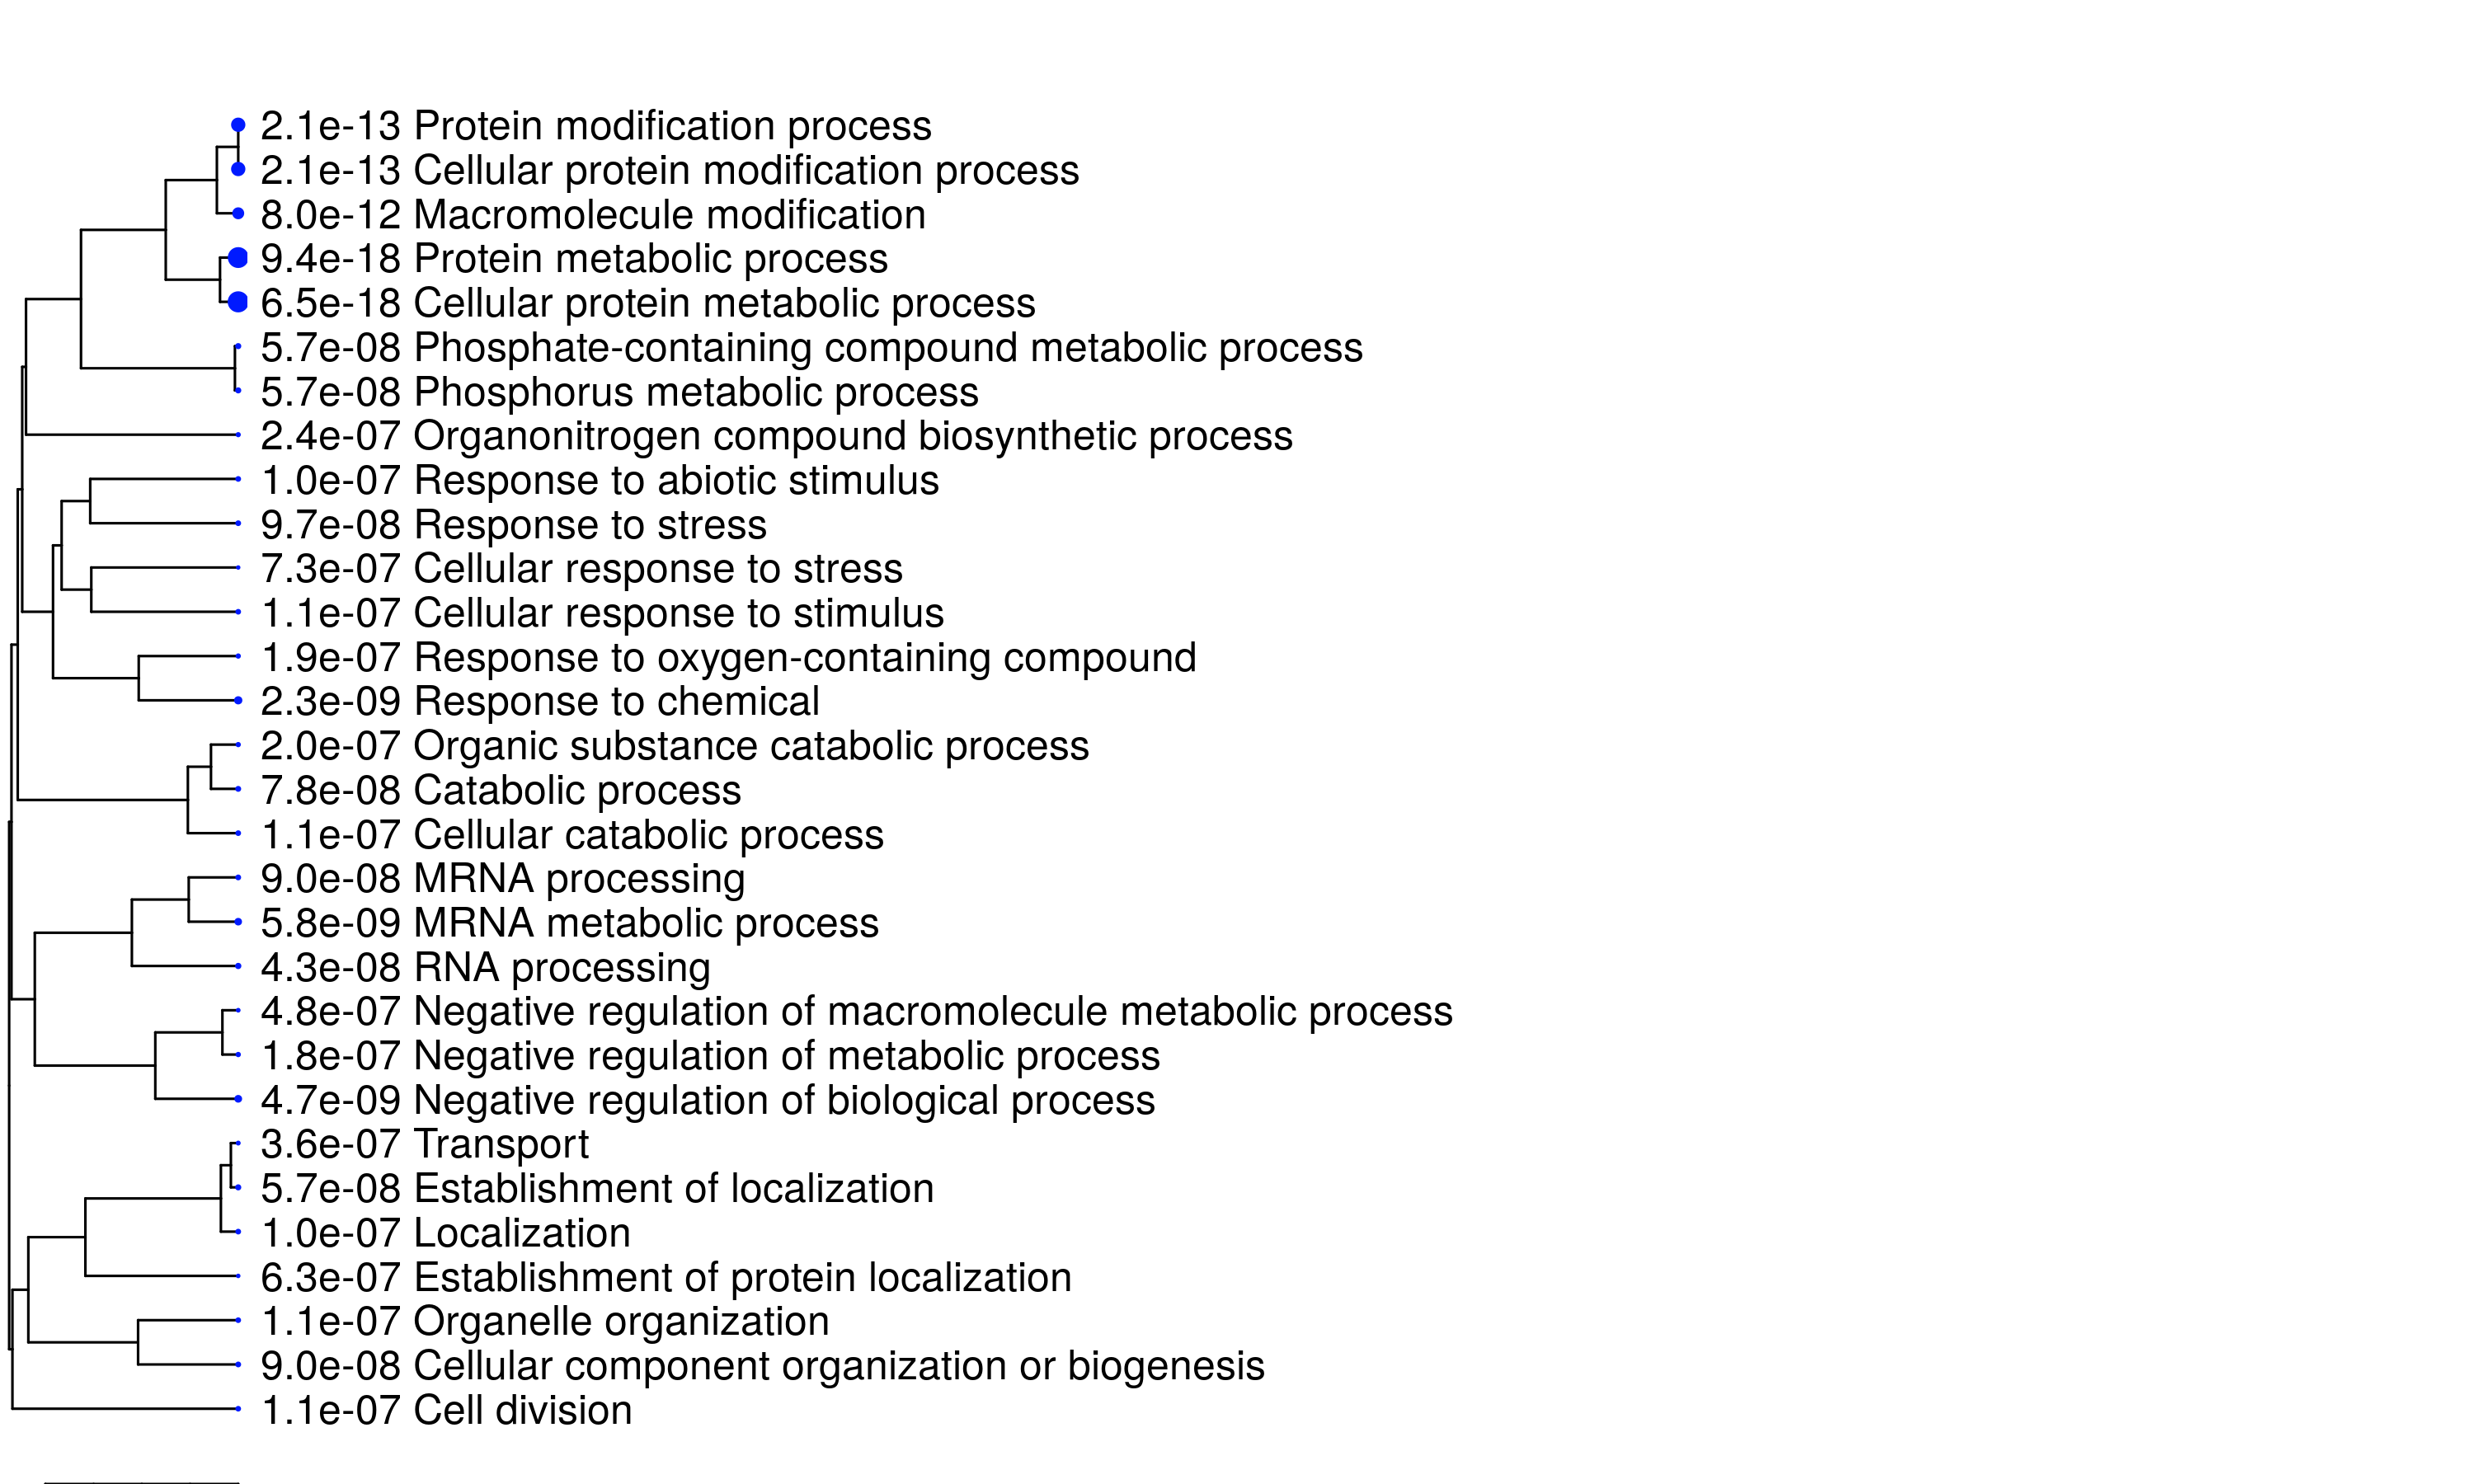 2.1e-13 Protein modification process
2.1e-13 Cellular protein modification process
8.0e-12 Macromolecule modification
9.4e-18 Protein metabolic process
6.5e-18 Cellular protein metabolic process
5.7e-08 Phosphate-containing compound metabolic process
5.7e-08 Phosphorus metabolic process
2.4e-07 Organonitrogen compound biosynthetic process
1.0e-07 Response to abiotic stimulus
9.7e-08 Response to stress
7.3e-07 Cellular response to stress
1.1e-07 Cellular response to stimulus
1.9e-07 Response to oxygen-containing compound
2.3e-09 Response to chemical
2.0e-07 Organic substance catabolic process
7.8e-08 Catabolic process
1.1e-07 Cellular catabolic process
9.0e-08 MRNA processing
5.8e-09 MRNA metabolic process
4.3e-08 RNA processing
4.8e-07 Negative regulation of macromolecule metabolic process
1.8e-07 Negative regulation of metabolic process
4.7e-09 Negative regulation of biological process
3.6e-07 Transport
5.7e-08 Establishment of localization
1.0e-07 Localization
6.3e-07 Establishment of protein localization
1.1e-07 Organelle organization
9.0e-08 Cellular component organization or biogenesis
1.1e-07 Cell division